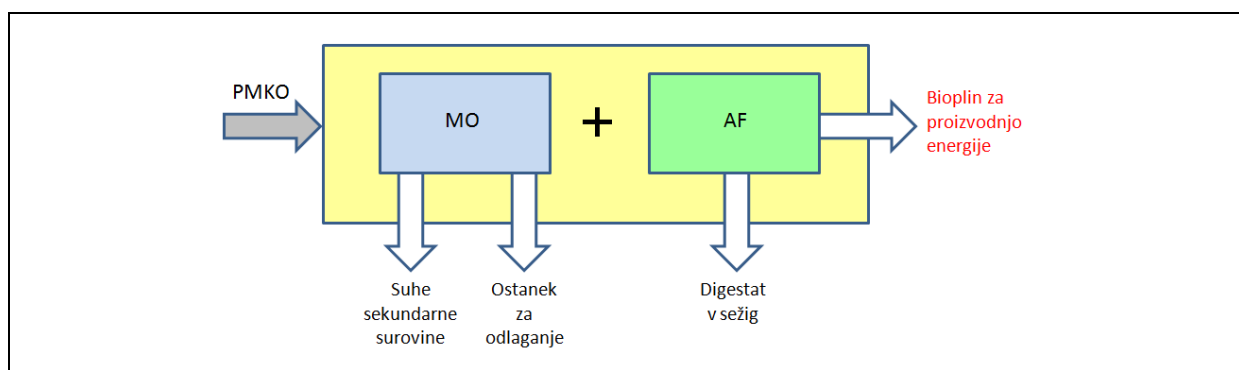 PMKO
MO
+
AF
Bioplin za
proizvodnjo
energije
Suhe
sekundarne
surovine
Ostanek
za
odlaganje
Digestat
v sežig